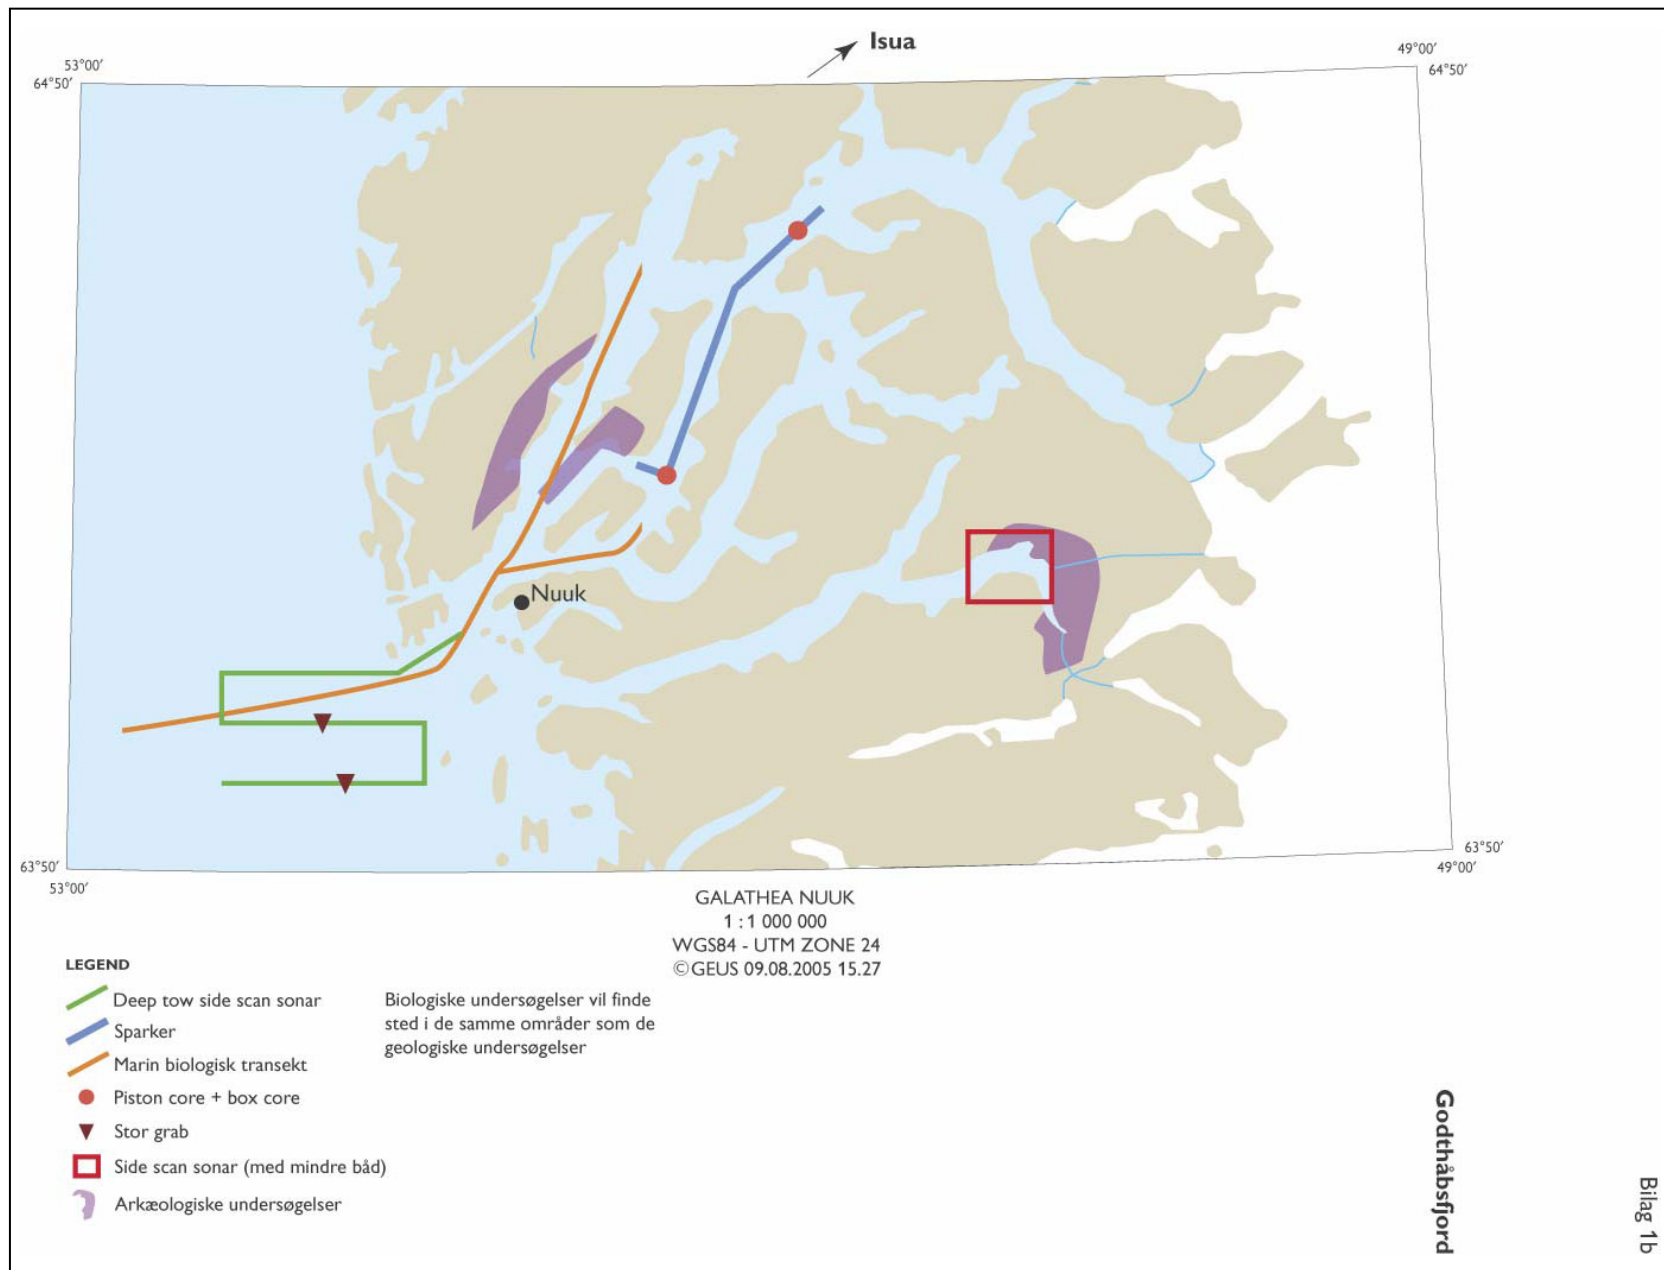 Isua
53°00'
49°00'
64°50'
64°50'
Nuuk
63°50'
63°50'
53°00'
49°00'
GALATHEA NUUK
1 : 1 000 000
WGS84 - UTM ZONE 24
©GEUS 09.08.2005 15.27
LEGEND
Deep tow side scan sonar
Sparker
Marin biologisk transekt
Piston core + box core
Stor grab
Side scan sonar (med mindre båd)
Arkæologiske undersøgelser
Biologiske undersøgelser vil finde
sted i de samme områder som de
geologiske undersøgelser
Godthåbsfjord
Bilag 1b